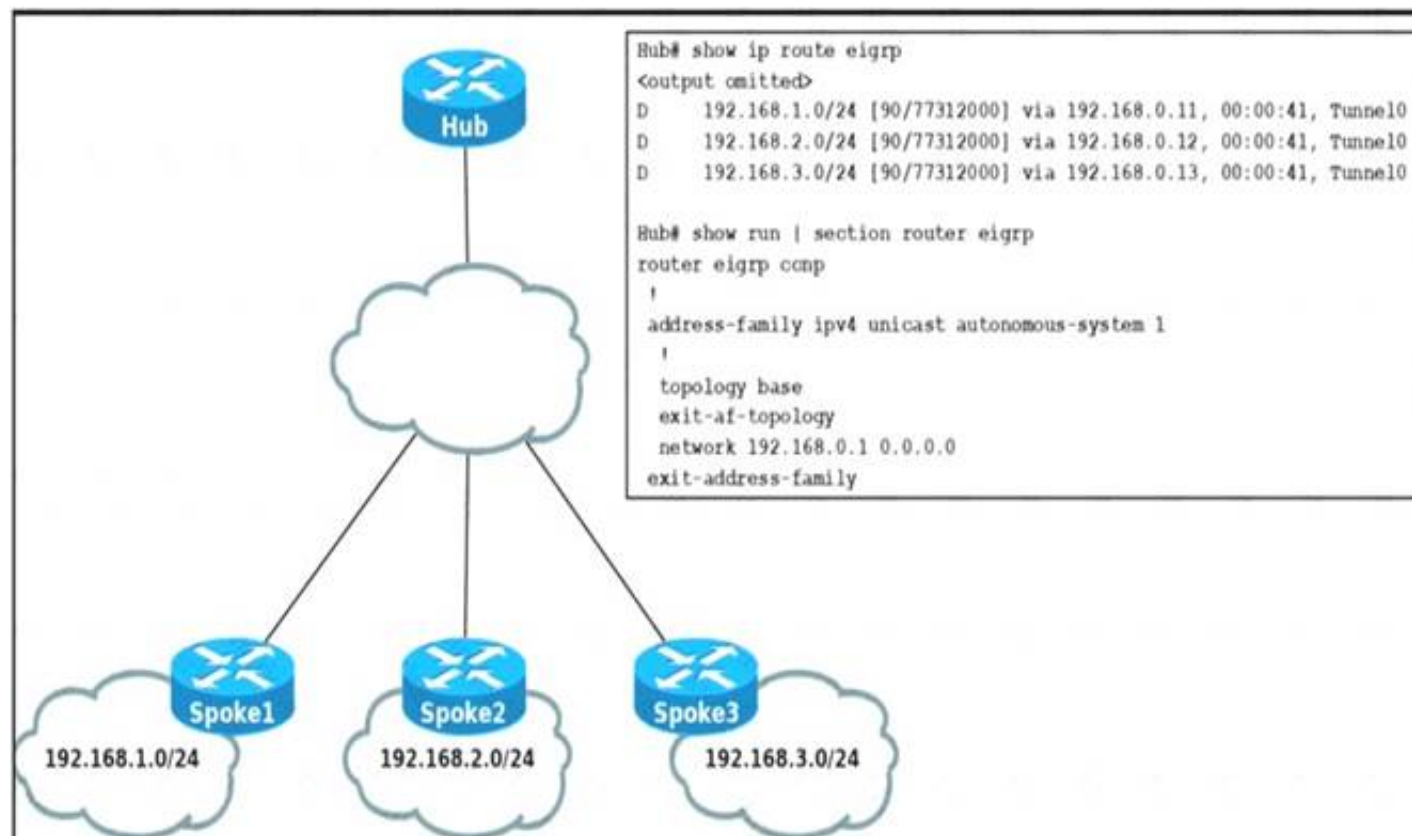 Hub# show ip route eigrp
<output omitted>
D 192.168.1.0/24 [90/77312000] via 192.168.0.11, 00:00:41, Tunnel0
D 192.168.2.0/24 [90/77312000] via 192.168.0.12, 00:00:41, Tunnel0
D 192.168.3.0/24 [90/77312000] via 192.168.0.13, 00:00:41, Tunnel0
Hub# show run | section router eigrp
router eigrp ccnp
!
address-family ipv4 unicast autonomous-system 1
!
topology base
exit-af-topology
network 192.168.0.1 0.0.0.0
exit-address-family
Hub
Spoke1
Spoke2
Spoke3
192.168.1.0/24
192.168.2.0/24
192.168.3.0/24